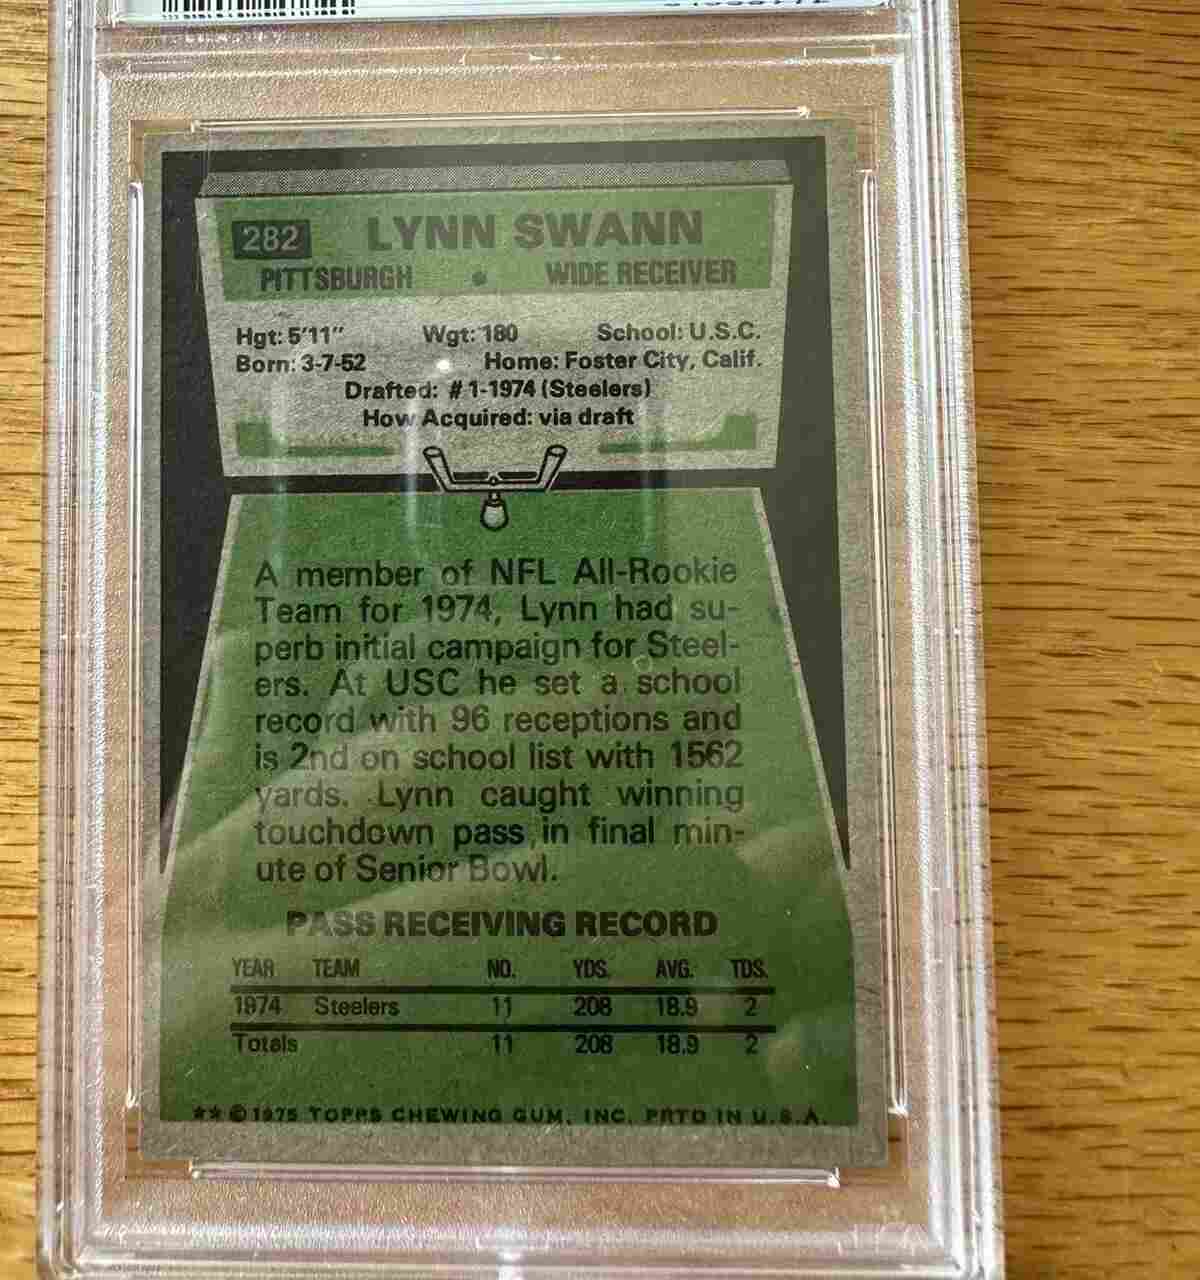 282 LYNN SWANN
PITTSBURGH • WIDE RECEIVER
Hgt: 5'11" Wgt: 180 School: U.S.C.
Born: 3-7-52 Home: Foster City, Calif.
Drafted: #1-1974 (Steelers)
How Acquired: via draft
A member of NFL All-Rookie
Team for 1974, Lynn had su-
perb initial campaign for Steel-
ers. At USC he set a school
record with 96 receptions and
is 2nd on school list with 1562
yards. Lynn caught winning
touchdown pass in final min-
ute of Senior Bowl.
PASS RECEIVING RECORD
YEAR TEAM NO. YDS. AVG. TDS.
1974 Steelers 11 208 18.9 2
Totals 11 208 18.9 2
** © 1975 TOPPS CHEWING GUM, INC. PRTD IN U.S.A.